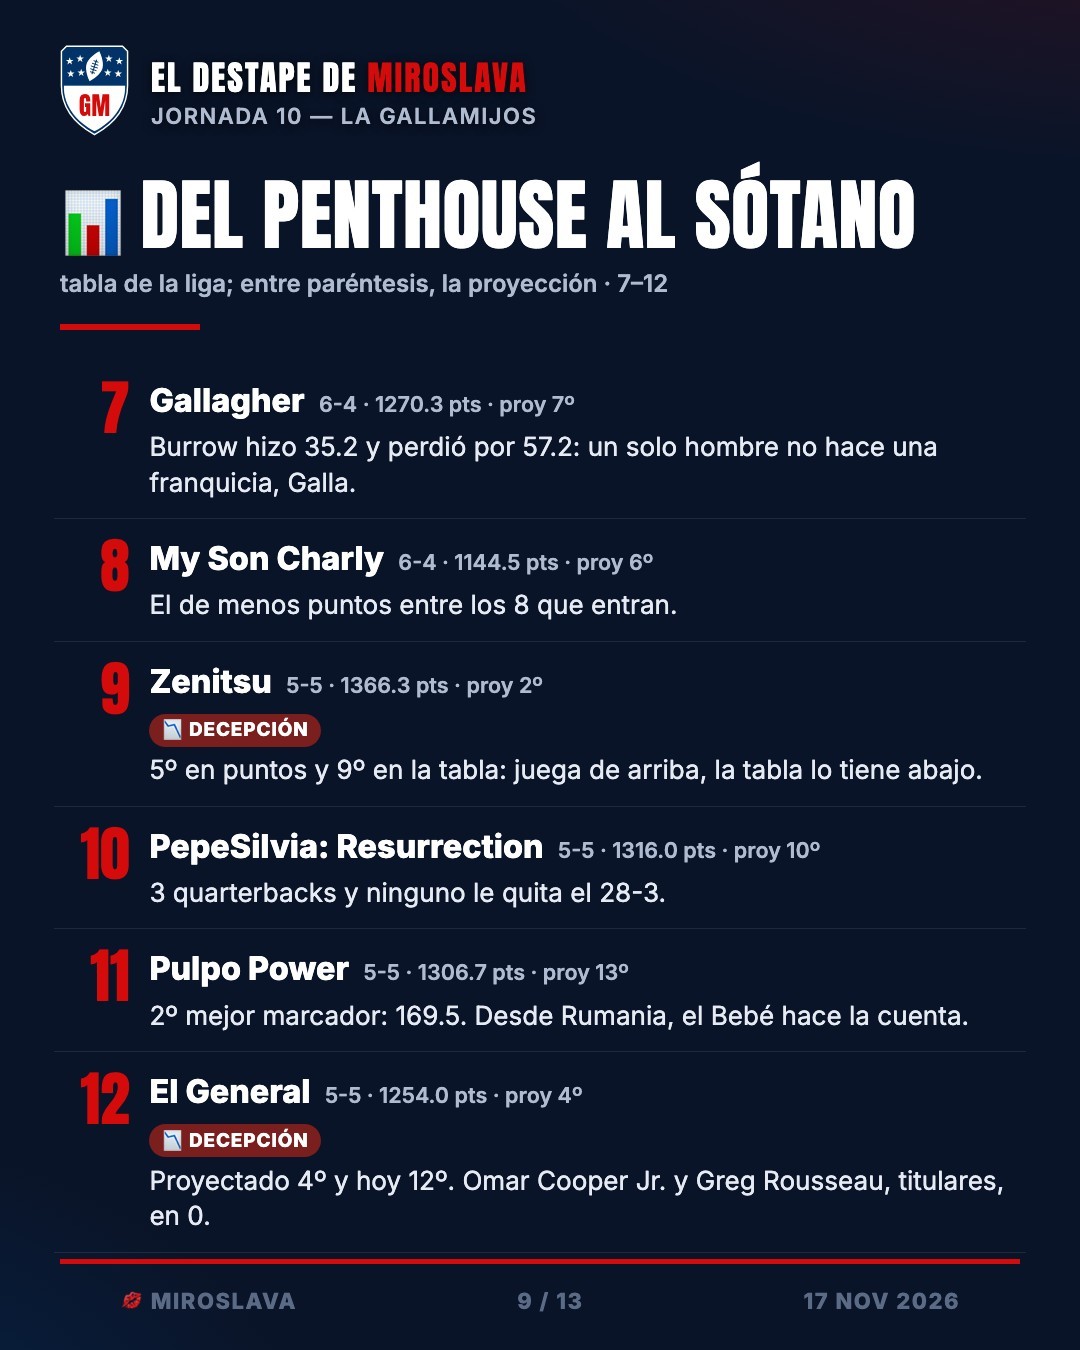 GM
EL DESTAPE DE MIROSLAVA
JORNADA 10 — LA GALLAMIJOS
DEL PENTHOUSE AL SÓTANO
tabla de la liga; entre paréntesis, la proyección · 7–12
7 Gallagher 6-4 · 1270.3 pts · proy 7º
Burrow hizo 35.2 y perdió por 57.2: un solo hombre no hace una
franquicia, Galla.
8 My Son Charly 6-4 · 1144.5 pts · proy 6º
El de menos puntos entre los 8 que entran.
9 Zenitsu 5-5 · 1366.3 pts · proy 2º
DECEPCIÓN
5º en puntos y 9º en la tabla: juega de arriba, la tabla lo tiene abajo.
10 PepeSilvia: Resurrection 5-5 · 1316.0 pts · proy 10º
3 quarterbacks y ninguno le quita el 28-3.
11 Pulpo Power 5-5 · 1306.7 pts · proy 13º
2º mejor marcador: 169.5. Desde Rumania, el Bebé hace la cuenta.
12 El General 5-5 · 1254.0 pts · proy 4º
DECEPCIÓN
Proyectado 4º y hoy 12º. Omar Cooper Jr. y Greg Rousseau, titulares,
en 0.
MIROSLAVA 9 / 13 17 NOV 2026